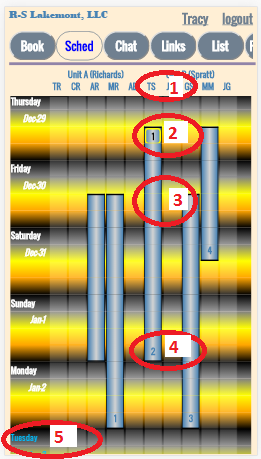 R-S Lakemont, LLC
Tracy logout
Book Sched Chat Links List
Unit A (Richards) (Spratt)
TR CR AR MR TS GS MM JG
1
Thursday
Dec-29
1 2
Friday
Dec-30
3
Saturday
Dec-31
4
Sunday
Jan-1
2 4
Monday
Jan-2
1 3
Tuesday 5